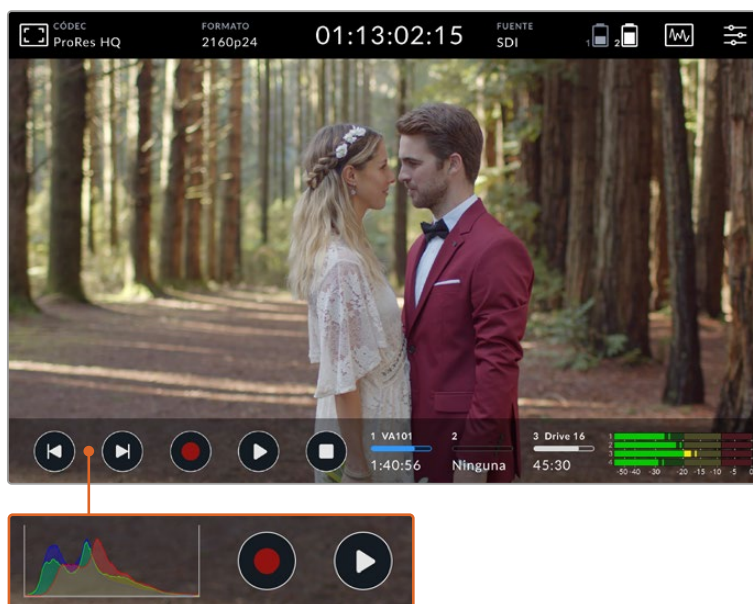 CÓDEC
ProRes HQ
FORMATO
2160p24
01:13:02:15
FUENTE
SDI
1
2
1 VA101
1:40:56
2
Ninguna
3 Drive 16
45:30
1
2
3
4
-50 -40 -30 -20 -15 -10 -5 0